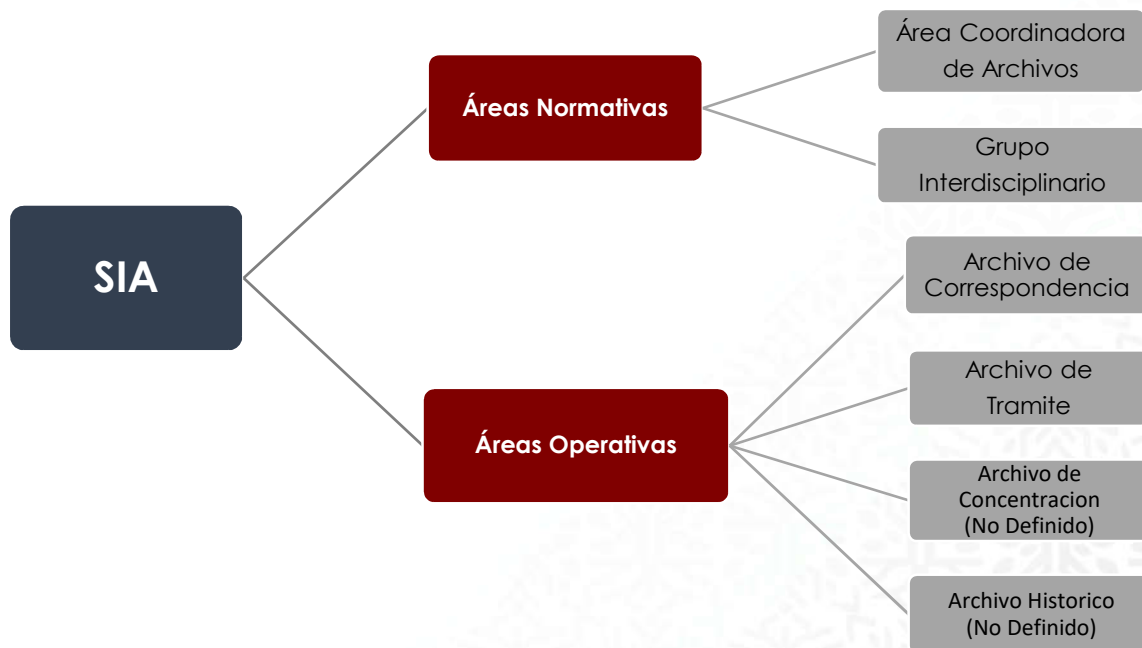 SIA
Áreas Normativas
Área Coordinadora
de Archivos
Grupo
Interdisciplinario
Áreas Operativas
Archivo de
Correspondencia
Archivo de
Tramite
Archivo de
Concentracion
(No Definido)
Archivo Historico
(No Definido)